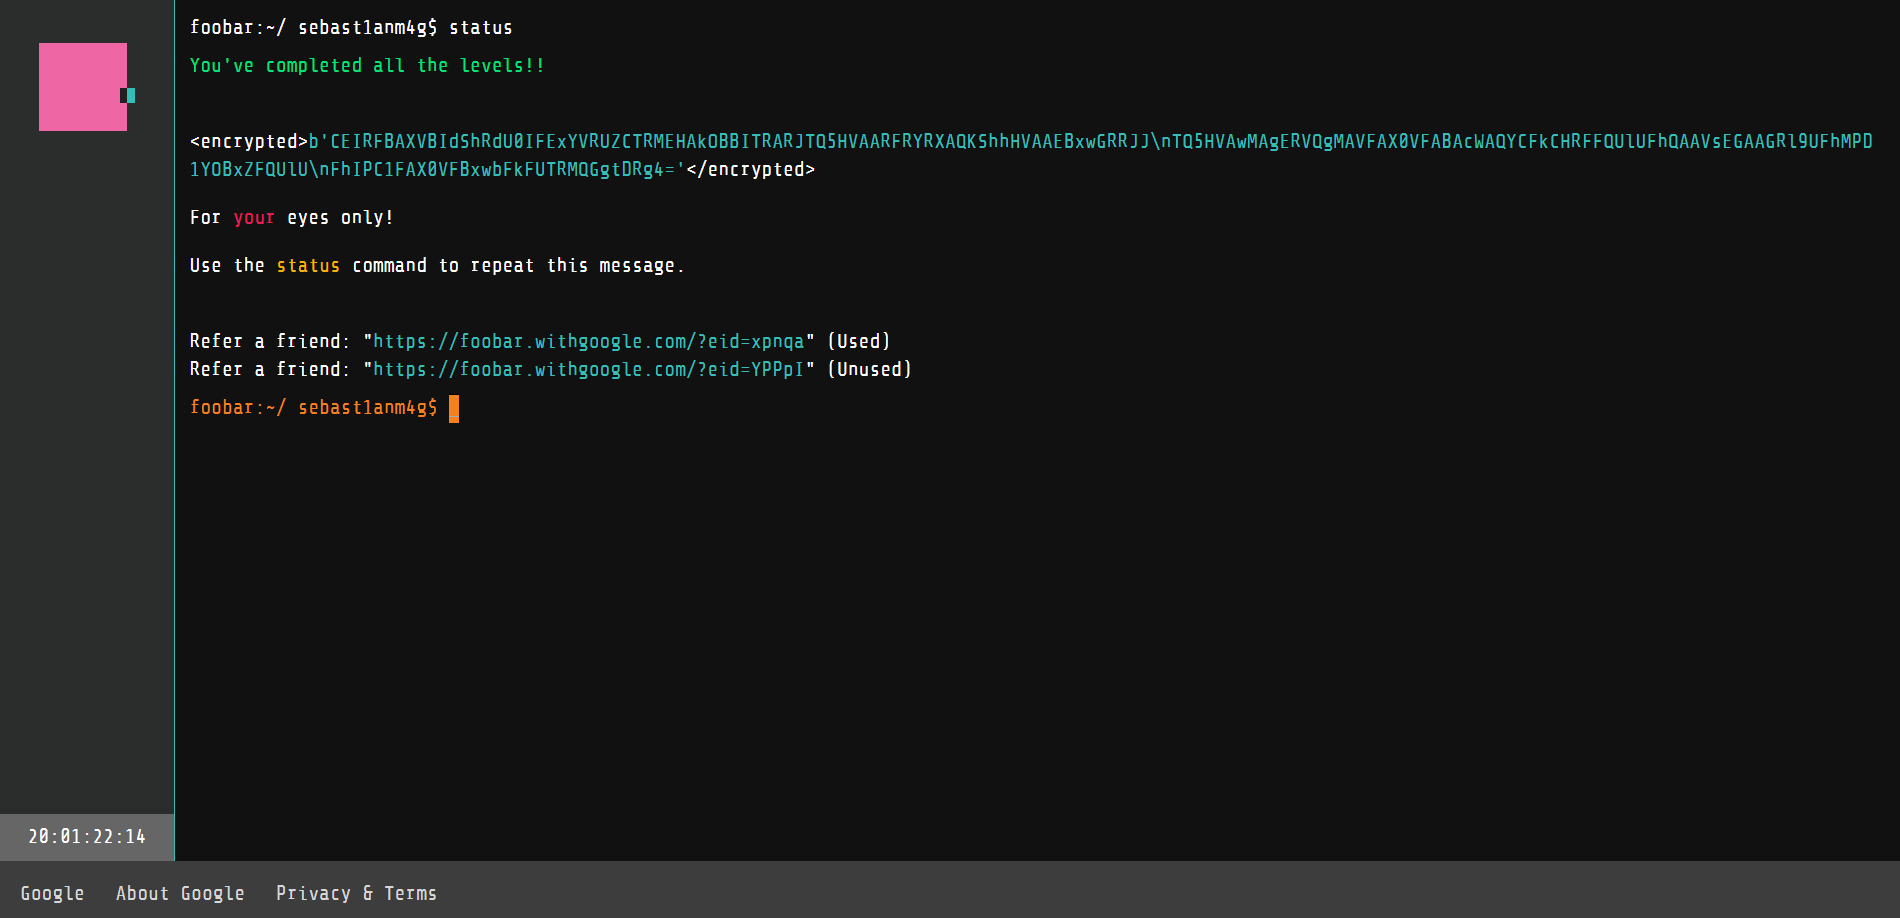 foobar:~/ sebast1anm4g$ status
You've completed all the levels!!
<encrypted>b'CEIRFBAXVBIdShRdU0IFExYVRUZCTRMEHAkOBBITRARJTQ5HVAARFRYRXAQKShhHVAAEBxwGRRJJ\nTQ5HVAwMAgERVQgMAVFAX0VFABAcWAQYCFkCHRFFQUlUFhQAAVsEGAAGRl9UFhMPD
1YOBxZFQUlU\nFhIPC1FAX0VFBxwbFkFUTRMQGgtDRg4='</encrypted>
For your eyes only!
Use the status command to repeat this message.
Refer a friend: "https://foobar.withgoogle.com/?eid=xpnqa" (Used)
Refer a friend: "https://foobar.withgoogle.com/?eid=YPPpI" (Unused)
foobar:~/ sebast1anm4g$
20:01:22:14
Google About Google Privacy & Terms